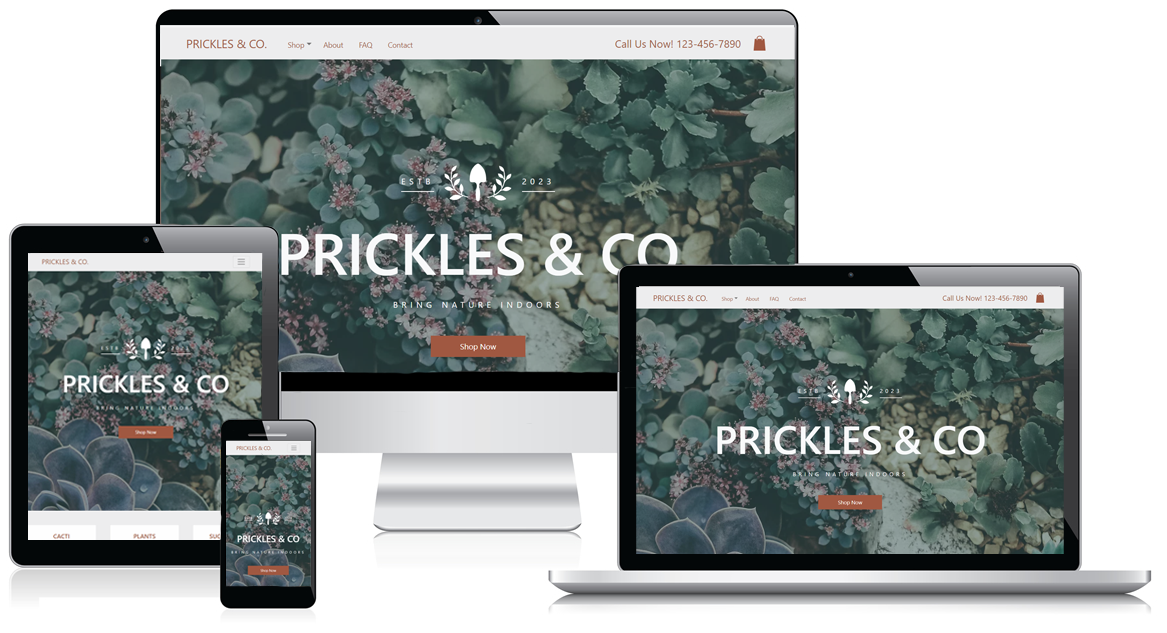 PRICKLES & CO. Shop About FAQ Contact Call Us Now! 123-456-7890
ESTB 2023
PRICKLES & CO
BRING NATURE INDOORS
Shop Now
PRICKLES & CO.
ESTB
PRICKLES & CO
BRING NATURE INDOORS
Shop Now
CACTI PLANTS SUC
PRICKLES & CO.
PRICKLES & CO
BRING NATURE INDOORS
Shop Now
PRICKLES & CO. Shop About FAQ Contact Call Us Now! 123-456-7890
ESTB 2023
PRICKLES & CO
BRING NATURE INDOORS
Shop Now